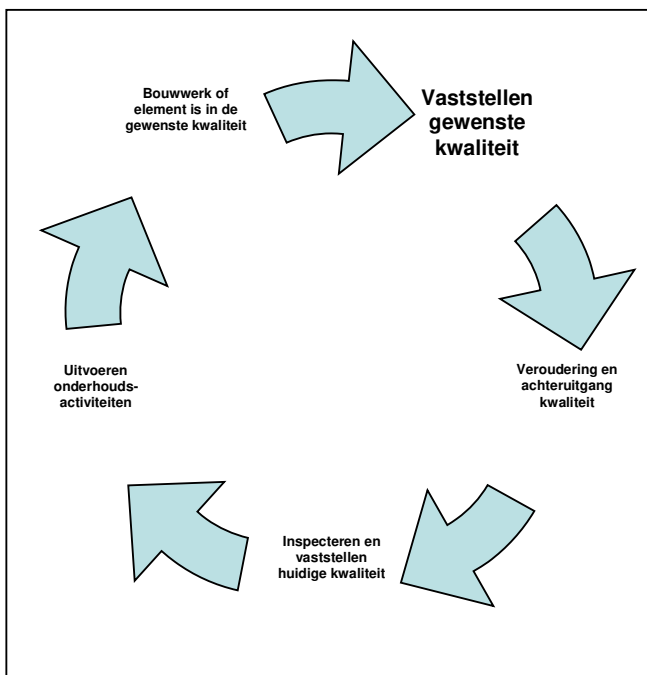 Bouwwerk of
element is in de
gewenste kwaliteit
Vaststellen
gewenste
kwaliteit
Veroudering en
achteruitgang
kwaliteit
Inspecteren en
vaststellen
huidige kwaliteit
Uitvoeren
onderhouds-
activiteiten